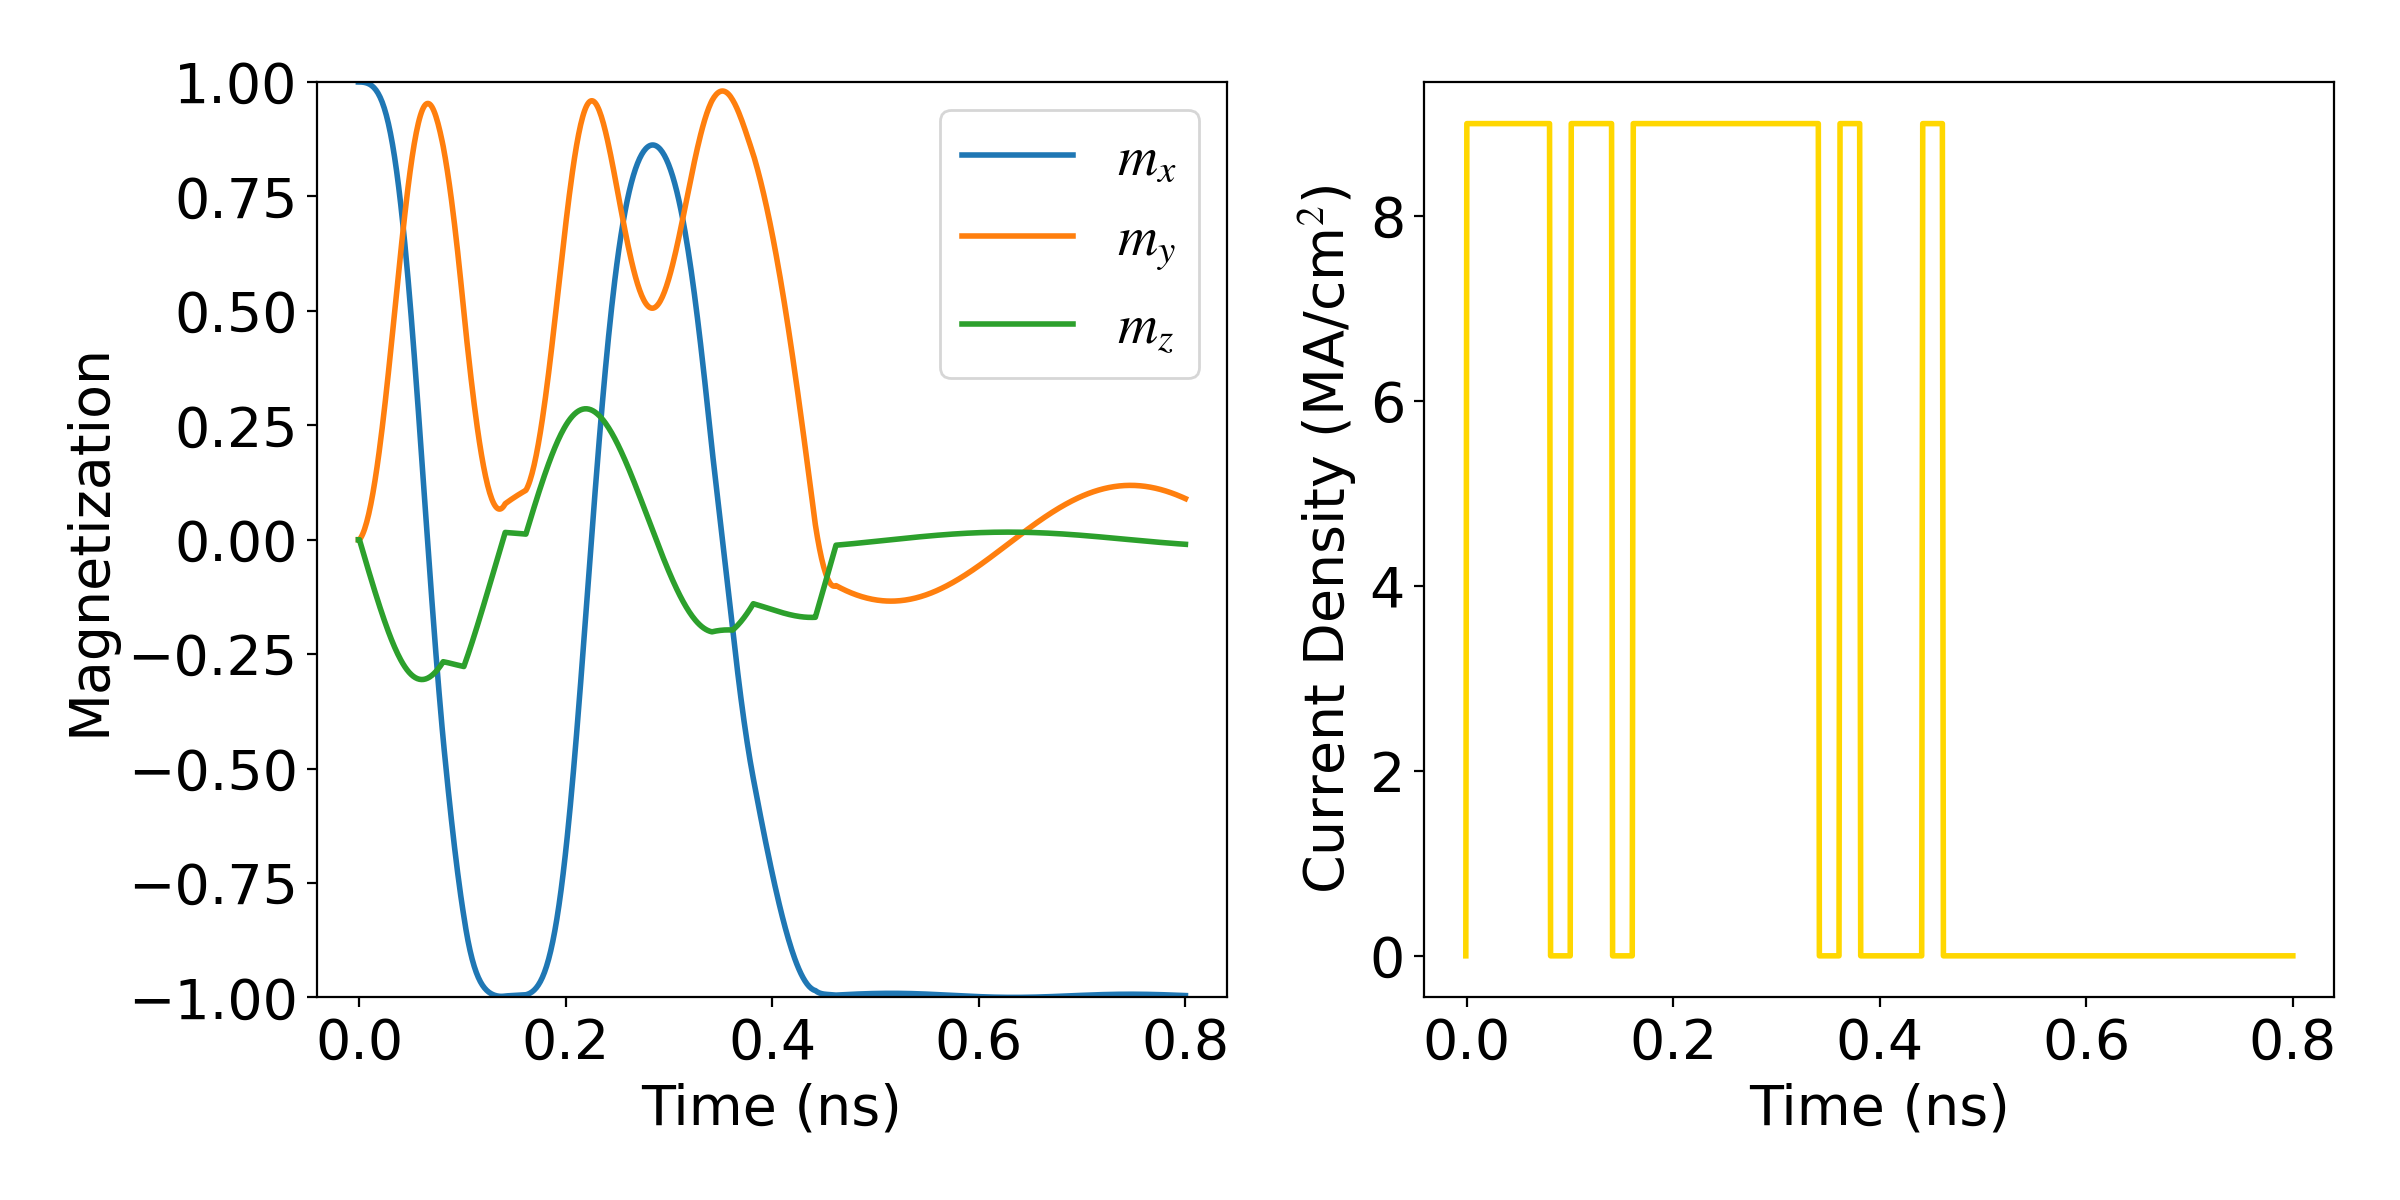 1.00
0.75
0.50
0.25
0.00
−0.25
−0.50
−0.75
−1.00
Magnetization
0.0 0.2 0.4 0.6 0.8
Time (ns)
m_x
m_y
m_z
8
6
4
2
0
Current Density (MA/cm²)
0.0 0.2 0.4 0.6 0.8
Time (ns)